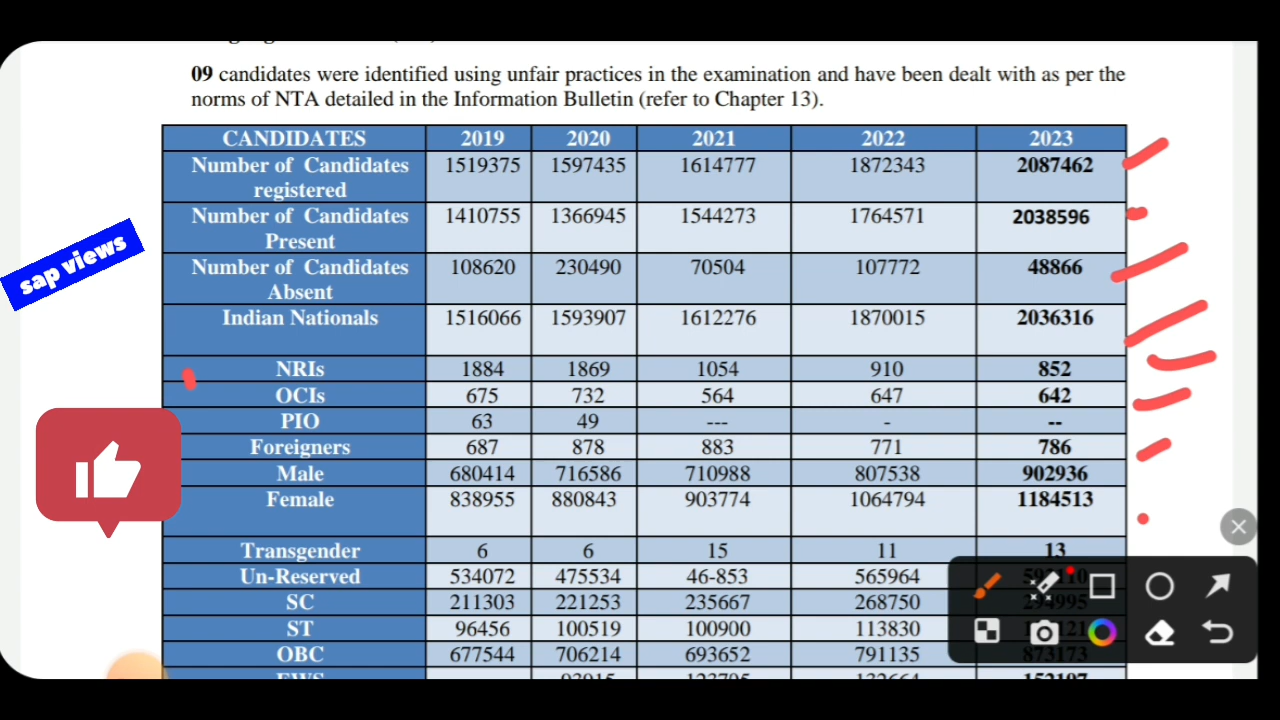 09 candidates were identified using unfair practices in the examination and have been dealt with as per the
norms of NTA detailed in the Information Bulletin (refer to Chapter 13).
CANDIDATES 2019 2020 2021 2022 2023
Number of Candidates registered 1519375 1597435 1614777 1872343 2087462
Number of Candidates Present 1410755 1366945 1544273 1764571 2038596
sap views
Number of Candidates Absent 108620 230490 70504 107772 48866
Indian Nationals 1516066 1593907 1612276 1870015 2036316
NRIs 1884 1869 1054 910 852
OCIs 675 732 564 647 642
PIO 63 49 --- - --
Foreigners 687 878 883 771 786
Male 680414 716586 710988 807538 902936
Female 838955 880843 903774 1064794 1184513
Transgender 6 6 15 11 13
Un-Reserved 534072 475534 46-853 565964
SC 211303 221253 235667 268750 294995
ST 96456 100519 100900 113830
OBC 677544 706214 693652 791135 873173